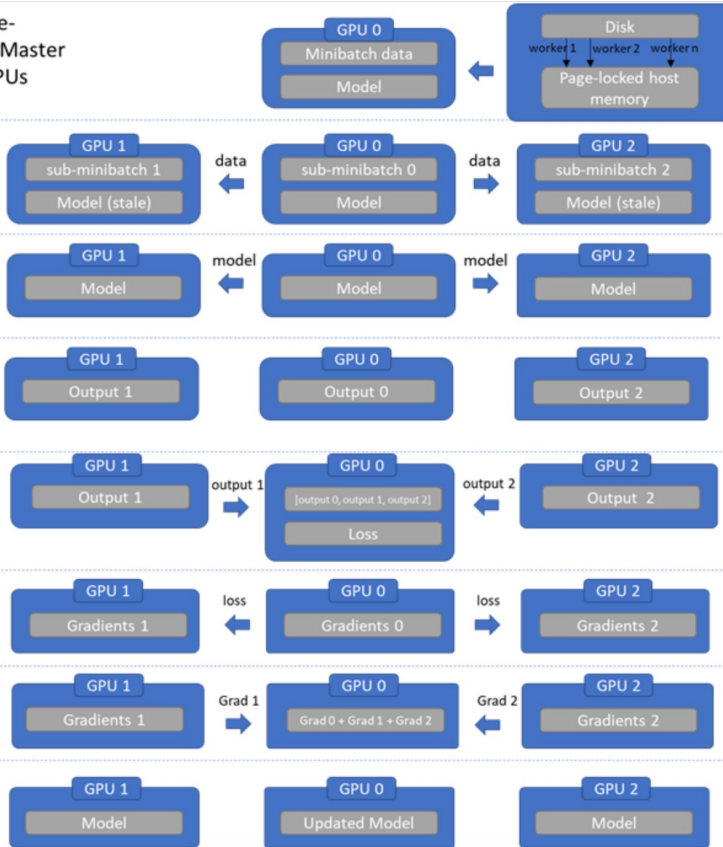 e-
Master
PUs
GPU 0
Minibatch data
Model
Disk
worker 1 worker 2 worker n
Page-locked host
memory
GPU 1
sub-minibatch 1
Model (stale)
data
GPU 0
sub-minibatch 0
Model
data
GPU 2
sub-minibatch 2
Model (stale)
GPU 1
Model
model
GPU 0
Model
model
GPU 2
Model
GPU 1
Output 1
GPU 0
Output 0
GPU 2
Output 2
GPU 1
Output 1
output 1
GPU 0
[output 0, output 1, output 2]
Loss
output 2
GPU 2
Output 2
GPU 1
Gradients 1
loss
GPU 0
Gradients 0
loss
GPU 2
Gradients 2
GPU 1
Gradients 1
Grad 1
GPU 0
Grad 0 + Grad 1 + Grad 2
Grad 2
GPU 2
Gradients 2
GPU 1
Model
GPU 0
Updated Model
GPU 2
Model